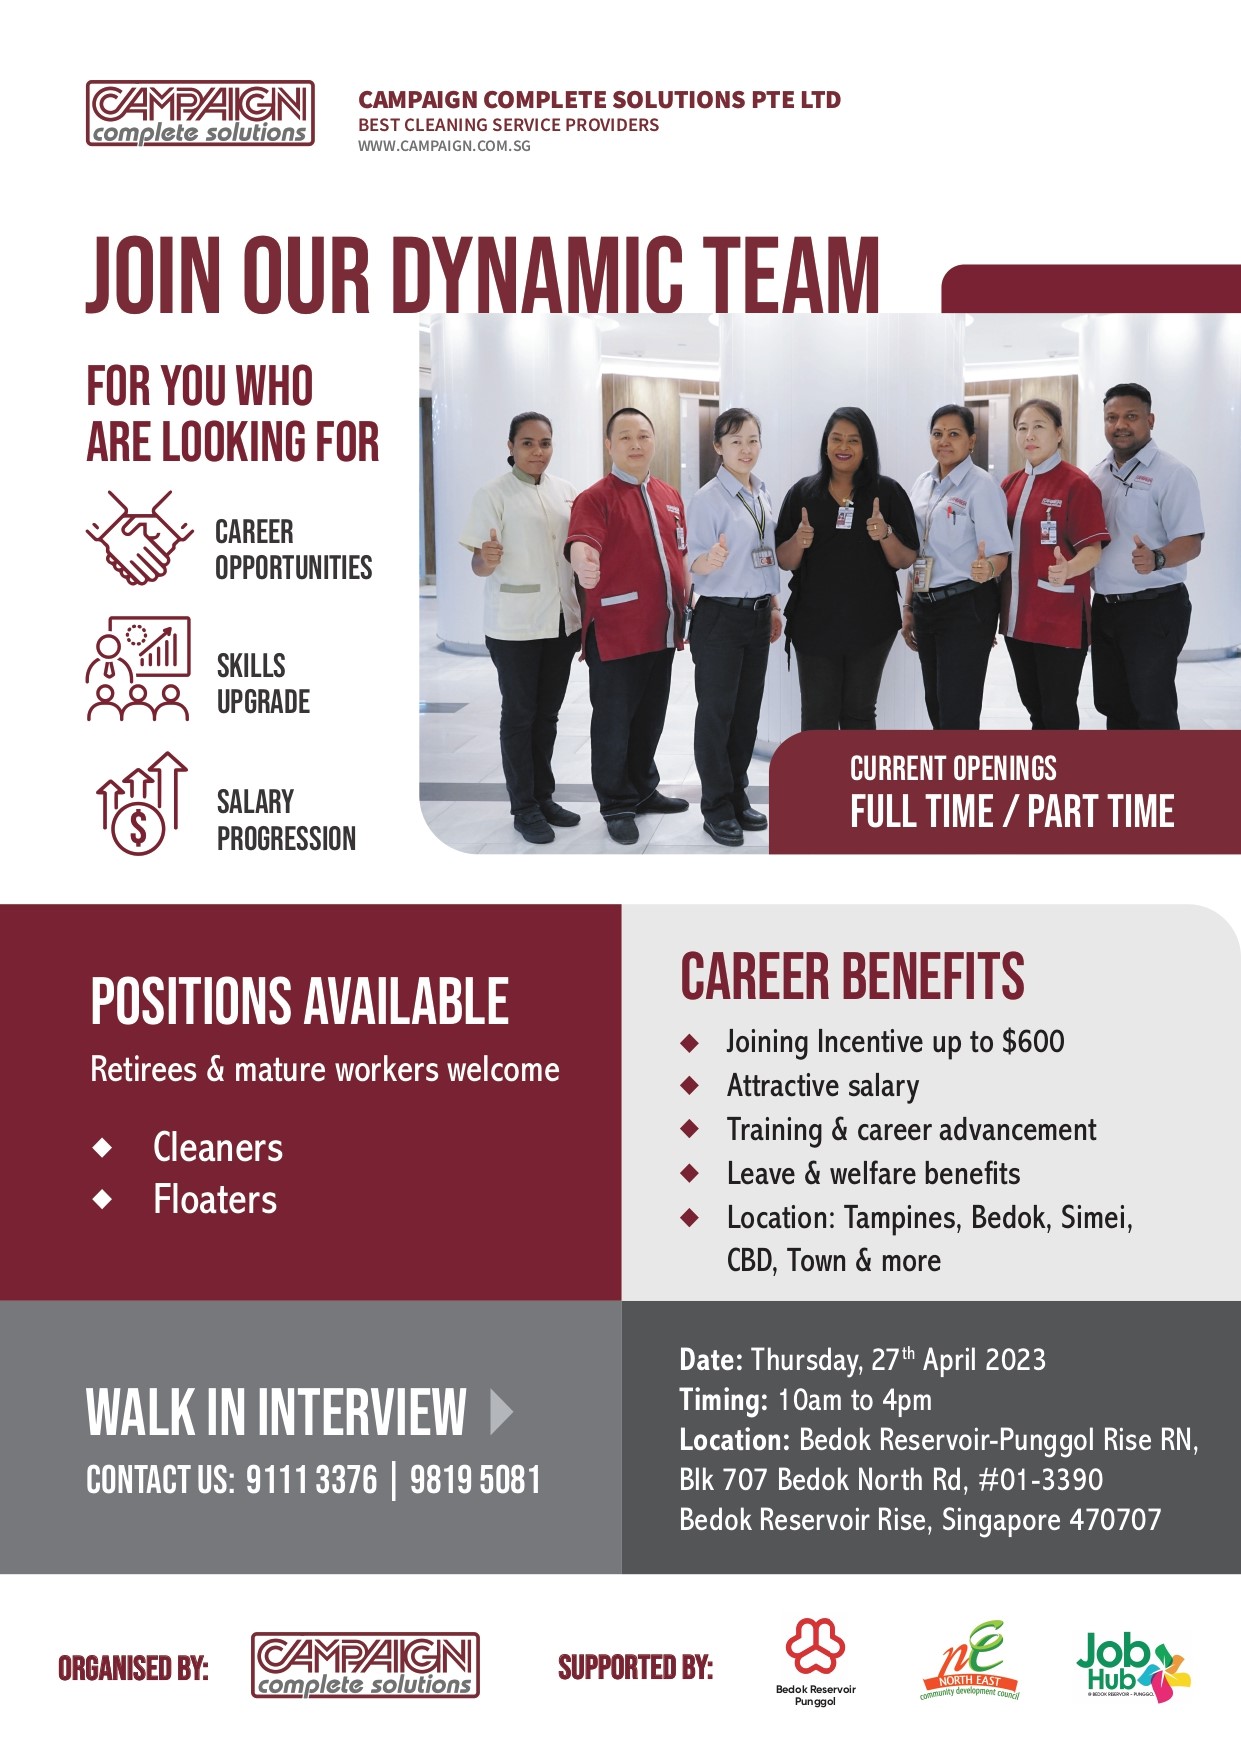 CAMPAIGN
complete solutions
CAMPAIGN COMPLETE SOLUTIONS PTE LTD
BEST CLEANING SERVICE PROVIDERS
WWW.CAMPAIGN.COM.SG
JOIN OUR DYNAMIC TEAM
FOR YOU WHO
ARE LOOKING FOR
CAREER
OPPORTUNITIES
SKILLS
UPGRADE
$
SALARY
PROGRESSION
CURRENT OPENINGS
FULL TIME / PART TIME
POSITIONS AVAILABLE
Retirees & mature workers welcome
◆ Cleaners
◆ Floaters
CAREER BENEFITS
◆ Joining Incentive up to $600
◆ Attractive salary
◆ Training & career advancement
◆ Leave & welfare benefits
◆ Location: Tampines, Bedok, Simei,
CBD, Town & more
WALK IN INTERVIEW
CONTACT US: 9111 3376 | 9819 5081
Date: Thursday, 27th April 2023
Timing: 10am to 4pm
Location: Bedok Reservoir-Punggol Rise RN,
Blk 707 Bedok North Rd, #01-3390
Bedok Reservoir Rise, Singapore 470707
ORGANISED BY:
CAMPAIGN
complete solutions
SUPPORTED BY:
Bedok Reservoir
Punggol
nE
NORTH EAST
community development council
Job
Hub
@ BEDOK RESERVOIR - PUNGGOL